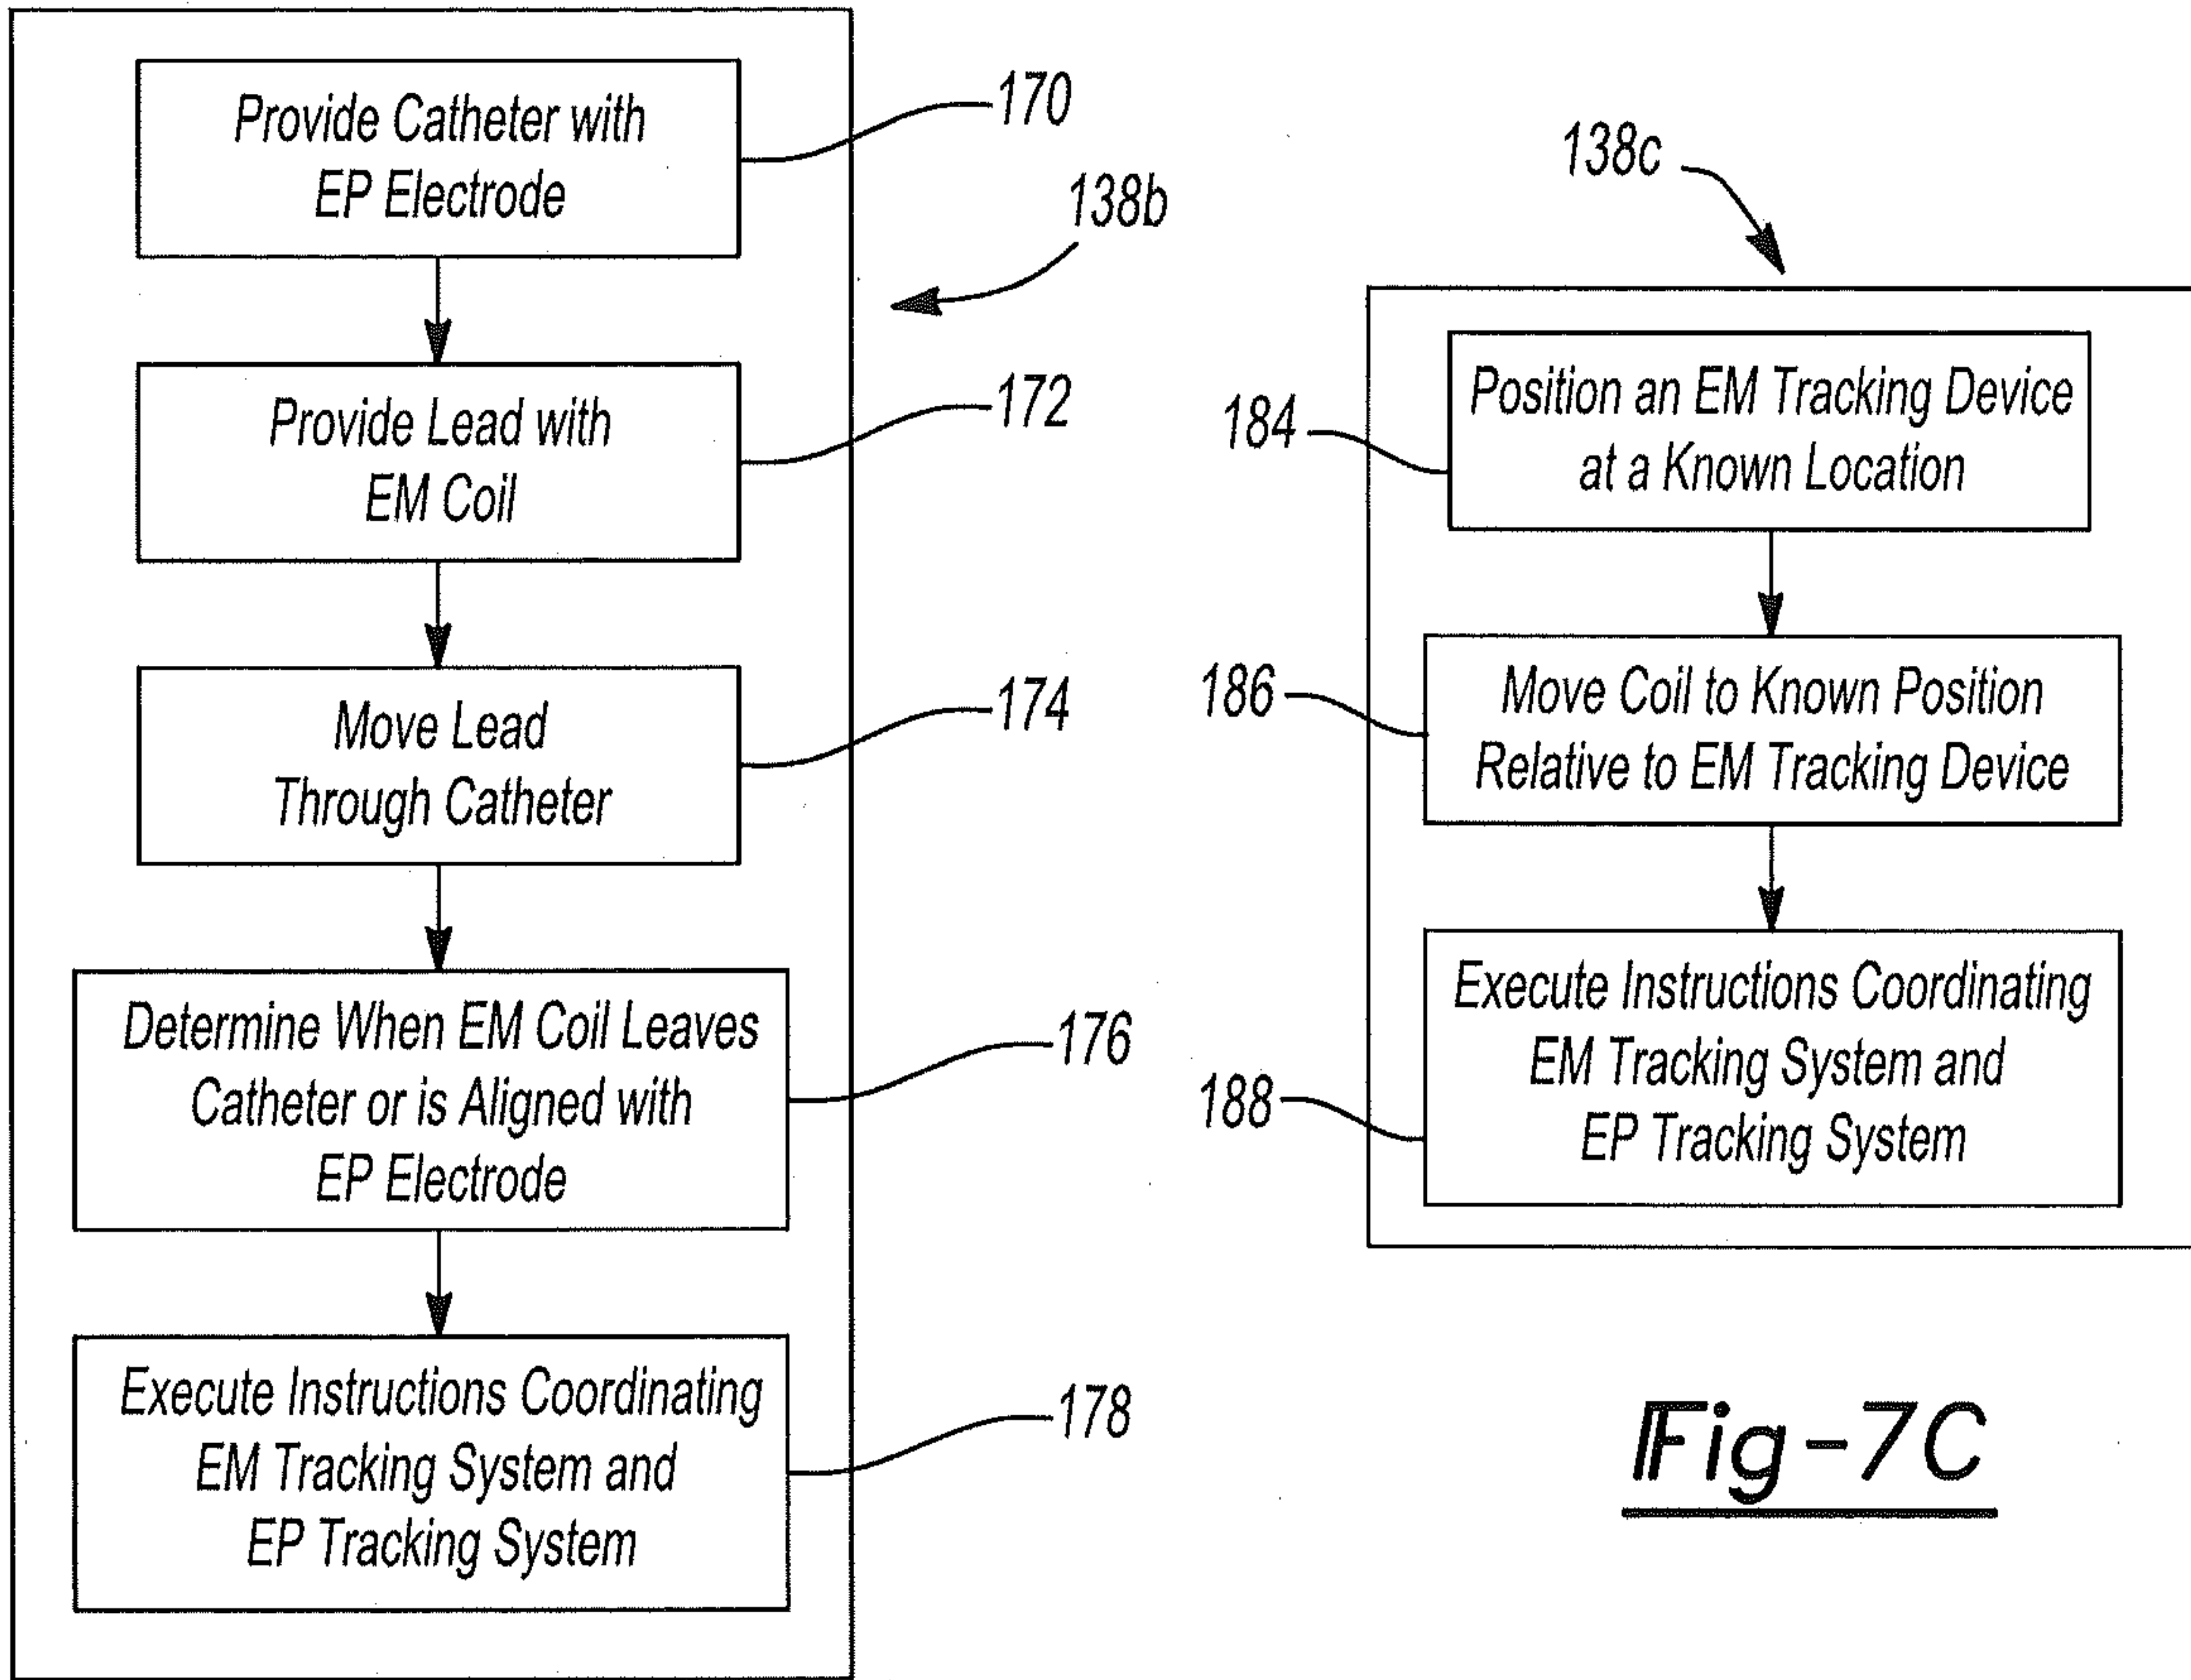 Provide Catheter with
EP Electrode
170
138b
Provide Lead with
EM Coil
172
Move Lead
Through Catheter
174
Determine When EM Coil Leaves
Catheter or is Aligned with
EP Electrode
176
Execute Instructions Coordinating
EM Tracking System and
EP Tracking System
178
138c
Position an EM Tracking Device
at a Known Location
184
Move Coil to Known Position
Relative to EM Tracking Device
186
Execute Instructions Coordinating
EM Tracking System and
EP Tracking System
188
Fig-7C